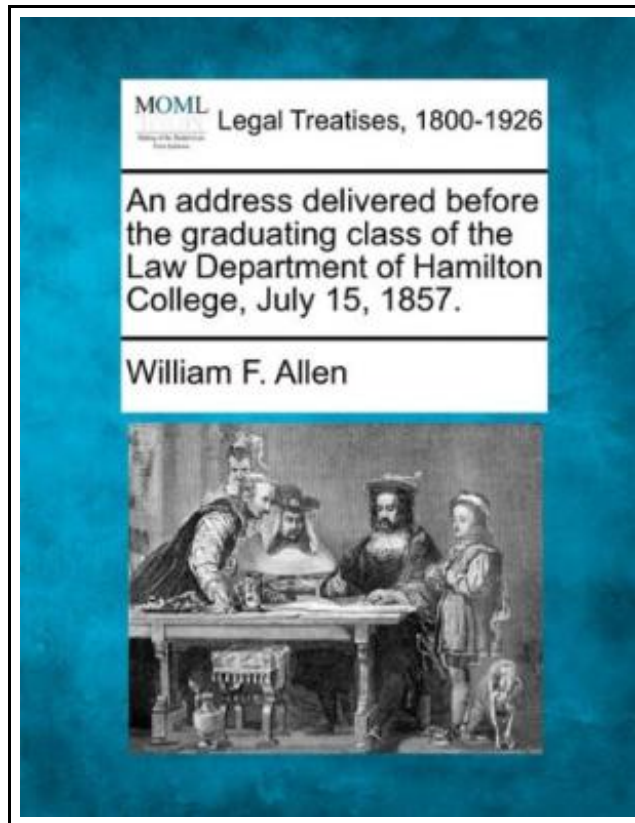 MOML
Legal Treatises, 1800-1926
An address delivered before
the graduating class of the
Law Department of Hamilton
College, July 15, 1857.
William F. Allen